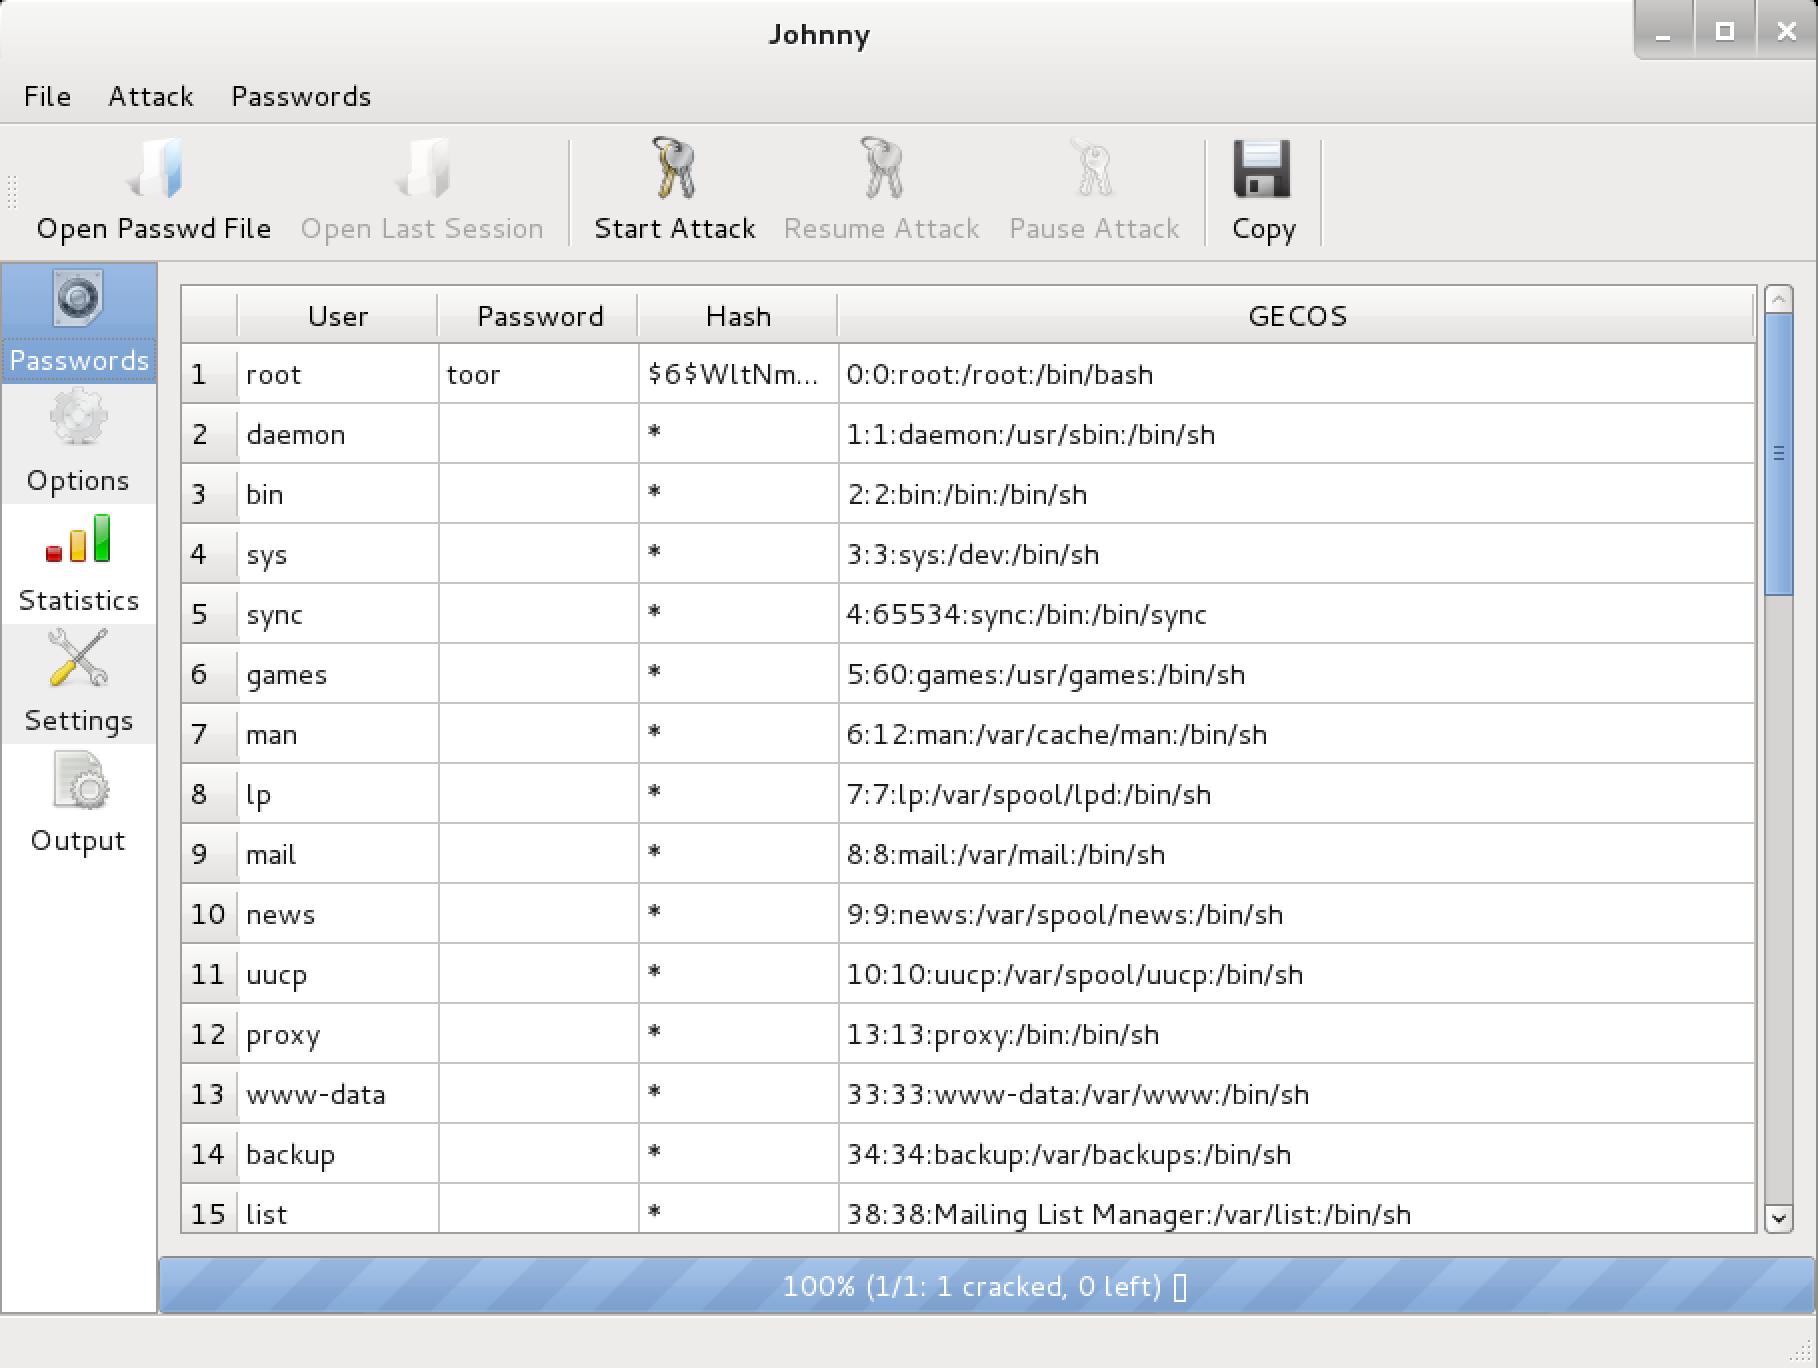 Johnny
File Attack Passwords
Open Passwd File Open Last Session Start Attack Resume Attack Pause Attack Copy
Passwords
Options
Statistics
Settings
Output
User Password Hash GECOS
1 root toor $6$WltNm... 0:0:root:/root:/bin/bash
2 daemon * 1:1:daemon:/usr/sbin:/bin/sh
3 bin * 2:2:bin:/bin:/bin/sh
4 sys * 3:3:sys:/dev:/bin/sh
5 sync * 4:65534:sync:/bin:/bin/sync
6 games * 5:60:games:/usr/games:/bin/sh
7 man * 6:12:man:/var/cache/man:/bin/sh
8 lp * 7:7:lp:/var/spool/lpd:/bin/sh
9 mail * 8:8:mail:/var/mail:/bin/sh
10 news * 9:9:news:/var/spool/news:/bin/sh
11 uucp * 10:10:uucp:/var/spool/uucp:/bin/sh
12 proxy * 13:13:proxy:/bin:/bin/sh
13 www-data * 33:33:www-data:/var/www:/bin/sh
14 backup * 34:34:backup:/var/backups:/bin/sh
15 list * 38:38:Mailing List Manager:/var/list:/bin/sh
100% (1/1: 1 cracked, 0 left) []